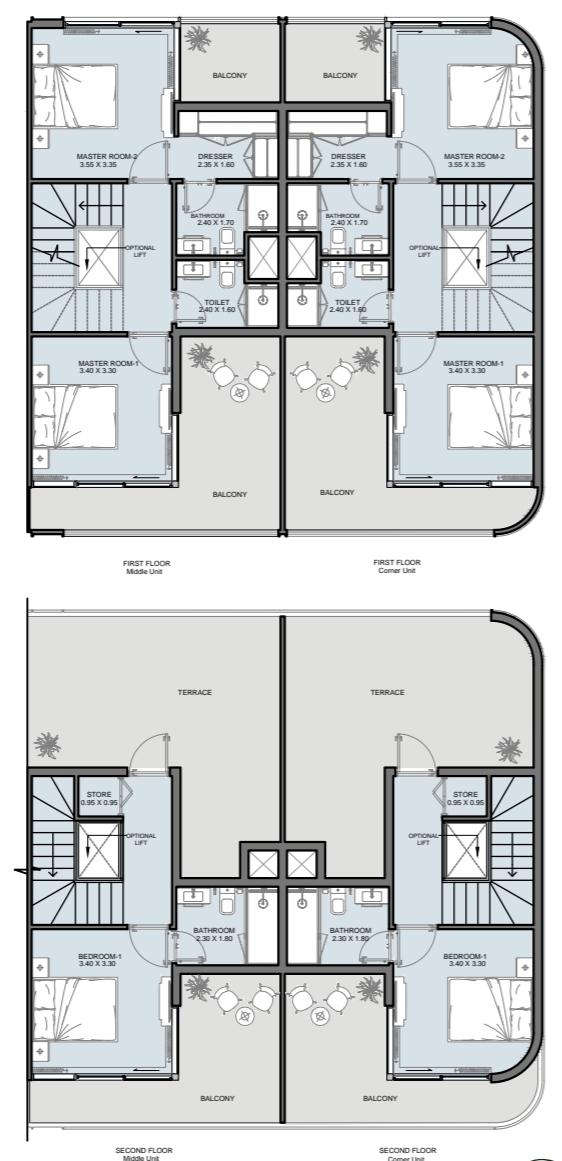 BALCONY
BALCONY
MASTER ROOM-2
3.55 X 3.35
DRESSER
2.35 X 1.60
DRESSER
2.35 X 1.60
MASTER ROOM-2
3.55 X 3.35
BATHROOM
2.40 X 1.70
BATHROOM
2.40 X 1.70
OPTIONAL
LIFT
OPTIONAL
LIFT
TOILET
2.40 X 1.60
TOILET
2.40 X 1.60
MASTER ROOM-1
3.40 X 3.30
MASTER ROOM-1
3.40 X 3.30
BALCONY
BALCONY
FIRST FLOOR
Middle Unit
FIRST FLOOR
Corner Unit
TERRACE
TERRACE
STORE
0.95 X 0.95
STORE
0.95 X 0.95
OPTIONAL
LIFT
OPTIONAL
LIFT
BATHROOM
2.30 X 1.80
BATHROOM
2.30 X 1.80
BEDROOM-1
3.40 X 3.30
BEDROOM-1
3.40 X 3.30
BALCONY
BALCONY
SECOND FLOOR
Middle Unit
SECOND FLOOR
Corner Unit